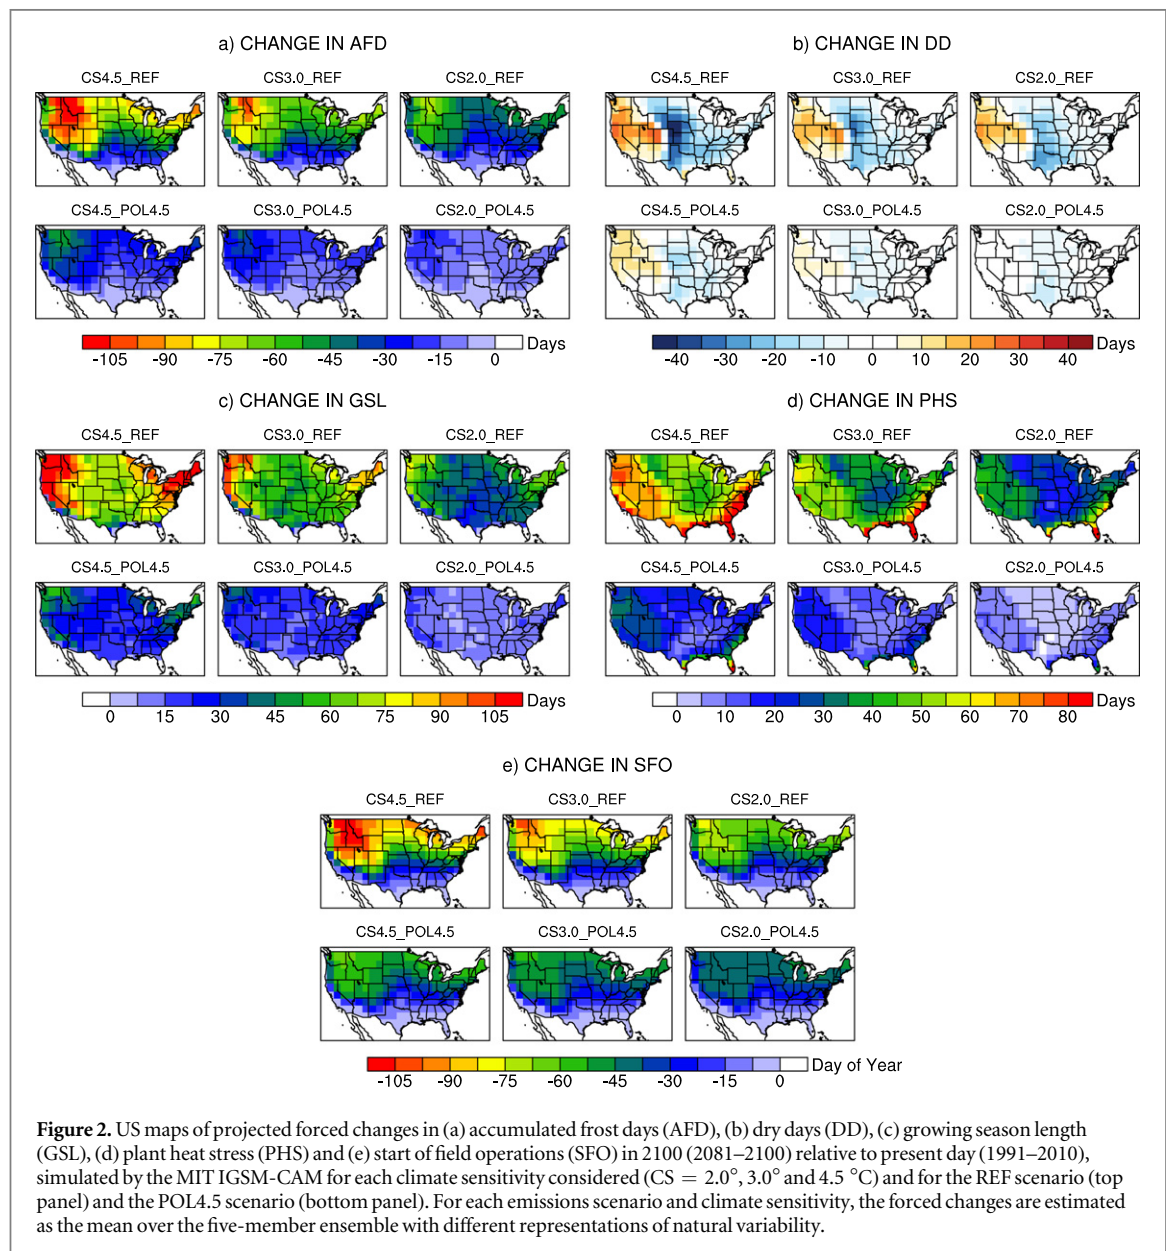 a) CHANGE IN AFD
CS4.5_REF CS3.0_REF CS2.0_REF
CS4.5_POL4.5 CS3.0_POL4.5 CS2.0_POL4.5
-105 -90 -75 -60 -45 -30 -15 0 Days
b) CHANGE IN DD
CS4.5_REF CS3.0_REF CS2.0_REF
CS4.5_POL4.5 CS3.0_POL4.5 CS2.0_POL4.5
-40 -30 -20 -10 0 10 20 30 40 Days
c) CHANGE IN GSL
CS4.5_REF CS3.0_REF CS2.0_REF
CS4.5_POL4.5 CS3.0_POL4.5 CS2.0_POL4.5
0 15 30 45 60 75 90 105 Days
d) CHANGE IN PHS
CS4.5_REF CS3.0_REF CS2.0_REF
CS4.5_POL4.5 CS3.0_POL4.5 CS2.0_POL4.5
0 10 20 30 40 50 60 70 80 Days
e) CHANGE IN SFO
CS4.5_REF CS3.0_REF CS2.0_REF
CS4.5_POL4.5 CS3.0_POL4.5 CS2.0_POL4.5
-105 -90 -75 -60 -45 -30 -15 0 Day of Year
Figure 2. US maps of projected forced changes in (a) accumulated frost days (AFD), (b) dry days (DD), (c) growing season length
(GSL), (d) plant heat stress (PHS) and (e) start of field operations (SFO) in 2100 (2081–2100) relative to present day (1991–2010),
simulated by the MIT IGSM-CAM for each climate sensitivity considered (CS = 2.0°, 3.0° and 4.5 °C) and for the REF scenario (top
panel) and the POL4.5 scenario (bottom panel). For each emissions scenario and climate sensitivity, the forced changes are estimated
as the mean over the five-member ensemble with different representations of natural variability.